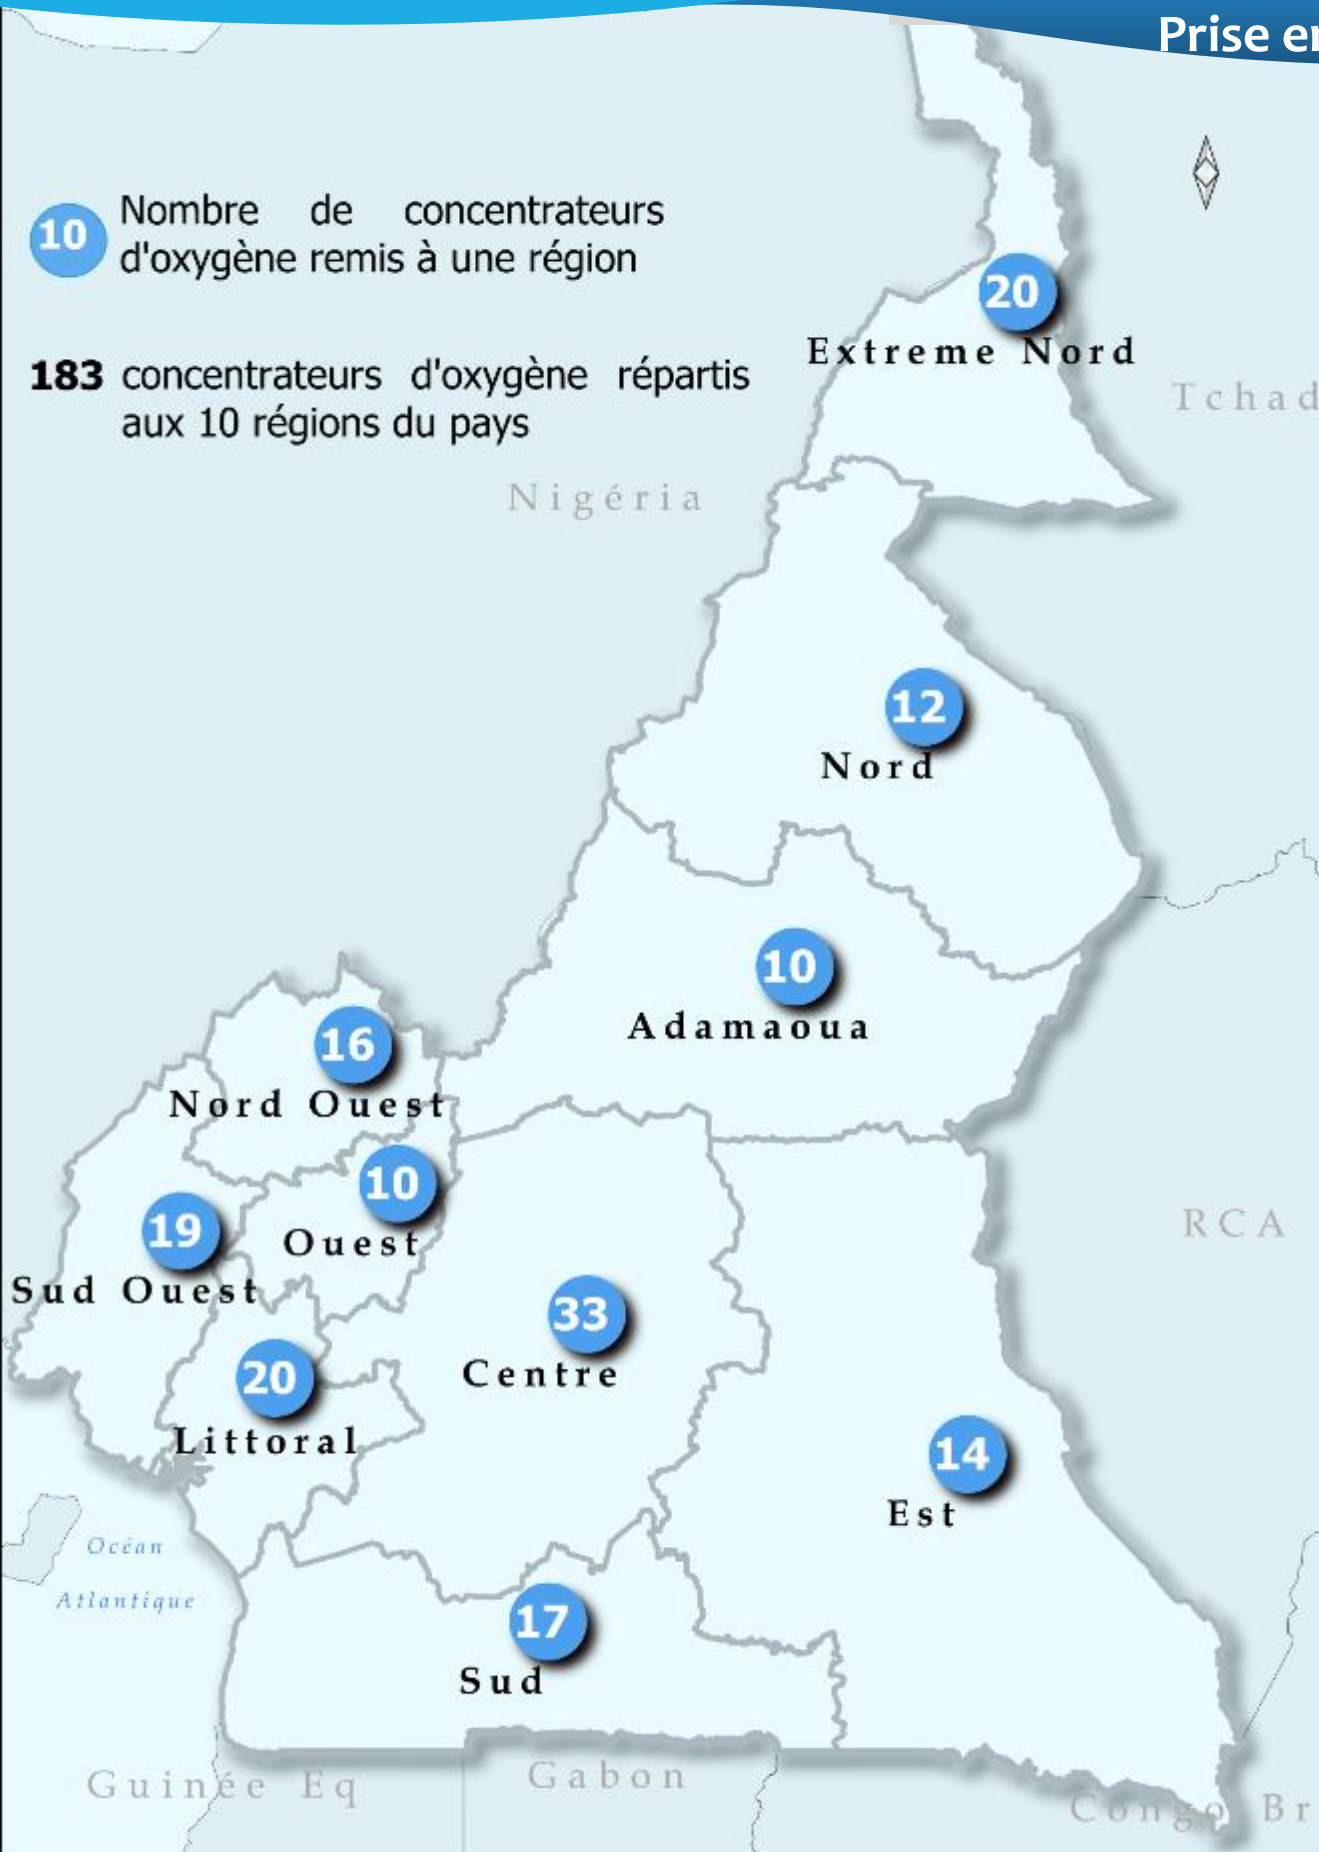 Prise en
10
Nombre de concentrateurs
d'oxygène remis à une région
183 concentrateurs d'oxygène répartis
aux 10 régions du pays
20
Extreme Nord
Tchad
Nigéria
12
Nord
10
Adamaoua
16
Nord Ouest
10
Ouest
19
Sud Ouest
RCA
33
Centre
20
Littoral
14
Est
Océan
Atlantique
17
Sud
Guinée Eq
Gabon
Congo Br